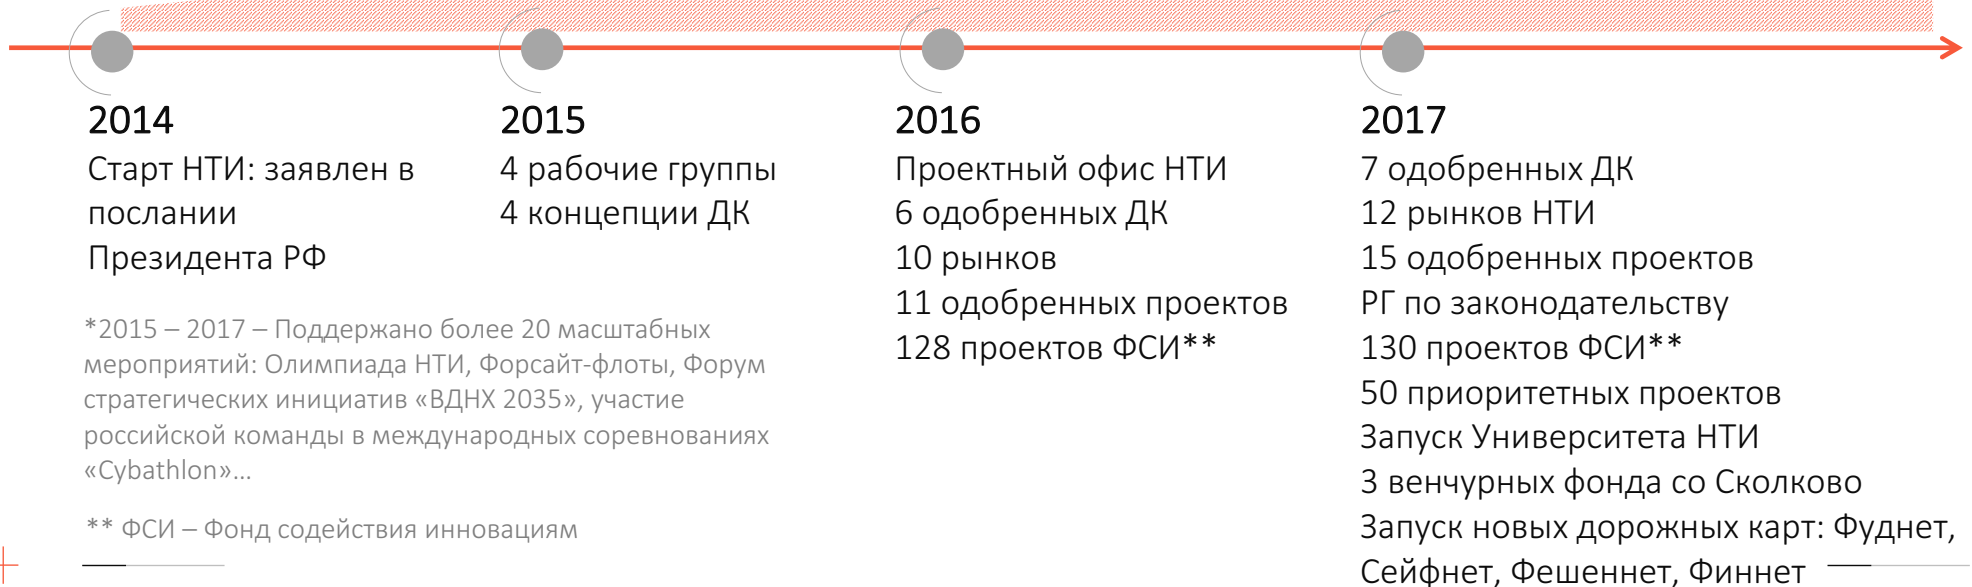 2014
Старт НТИ: заявлен в
послании
Президента РФ
2015
4 рабочие группы
4 концепции ДК
*2015 – 2017 – Поддержано более 20 масштабных
мероприятий: Олимпиада НТИ, Форсайт-флоты, Форум
стратегических инициатив «ВДНХ 2035», участие
российской команды в международных соревнованиях
«Cybathlon»...
** ФСИ – Фонд содействия инновациям
2016
Проектный офис НТИ
6 одобренных ДК
10 рынков
11 одобренных проектов
128 проектов ФСИ**
2017
7 одобренных ДК
12 рынков НТИ
15 одобренных проектов
РГ по законодательству
130 проектов ФСИ**
50 приоритетных проектов
Запуск Университета НТИ
3 венчурных фонда со Сколково
Запуск новых дорожных карт: Фуднет,
Сейфнет, Фешеннет, Финнет